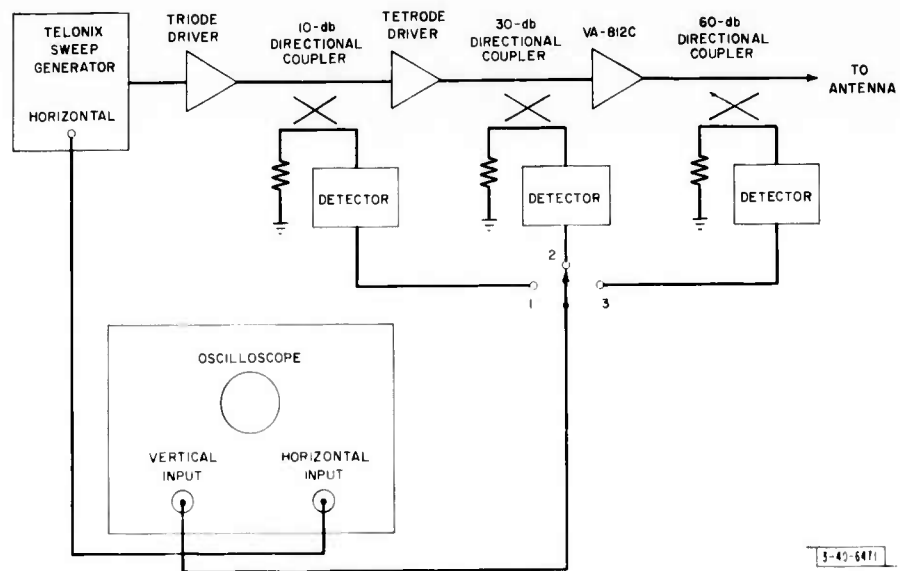 TELONIX
SWEEP
GENERATOR
HORIZONTAL
TRIODE
DRIVER
10-db
DIRECTIONAL
COUPLER
TETRODE
DRIVER
30-db
DIRECTIONAL
COUPLER
VA-812C
60-db
DIRECTIONAL
COUPLER
TO
ANTENNA
DETECTOR
DETECTOR
DETECTOR
2
1
3
OSCILLOSCOPE
VERTICAL
INPUT
HORIZONTAL
INPUT
3-40-6471